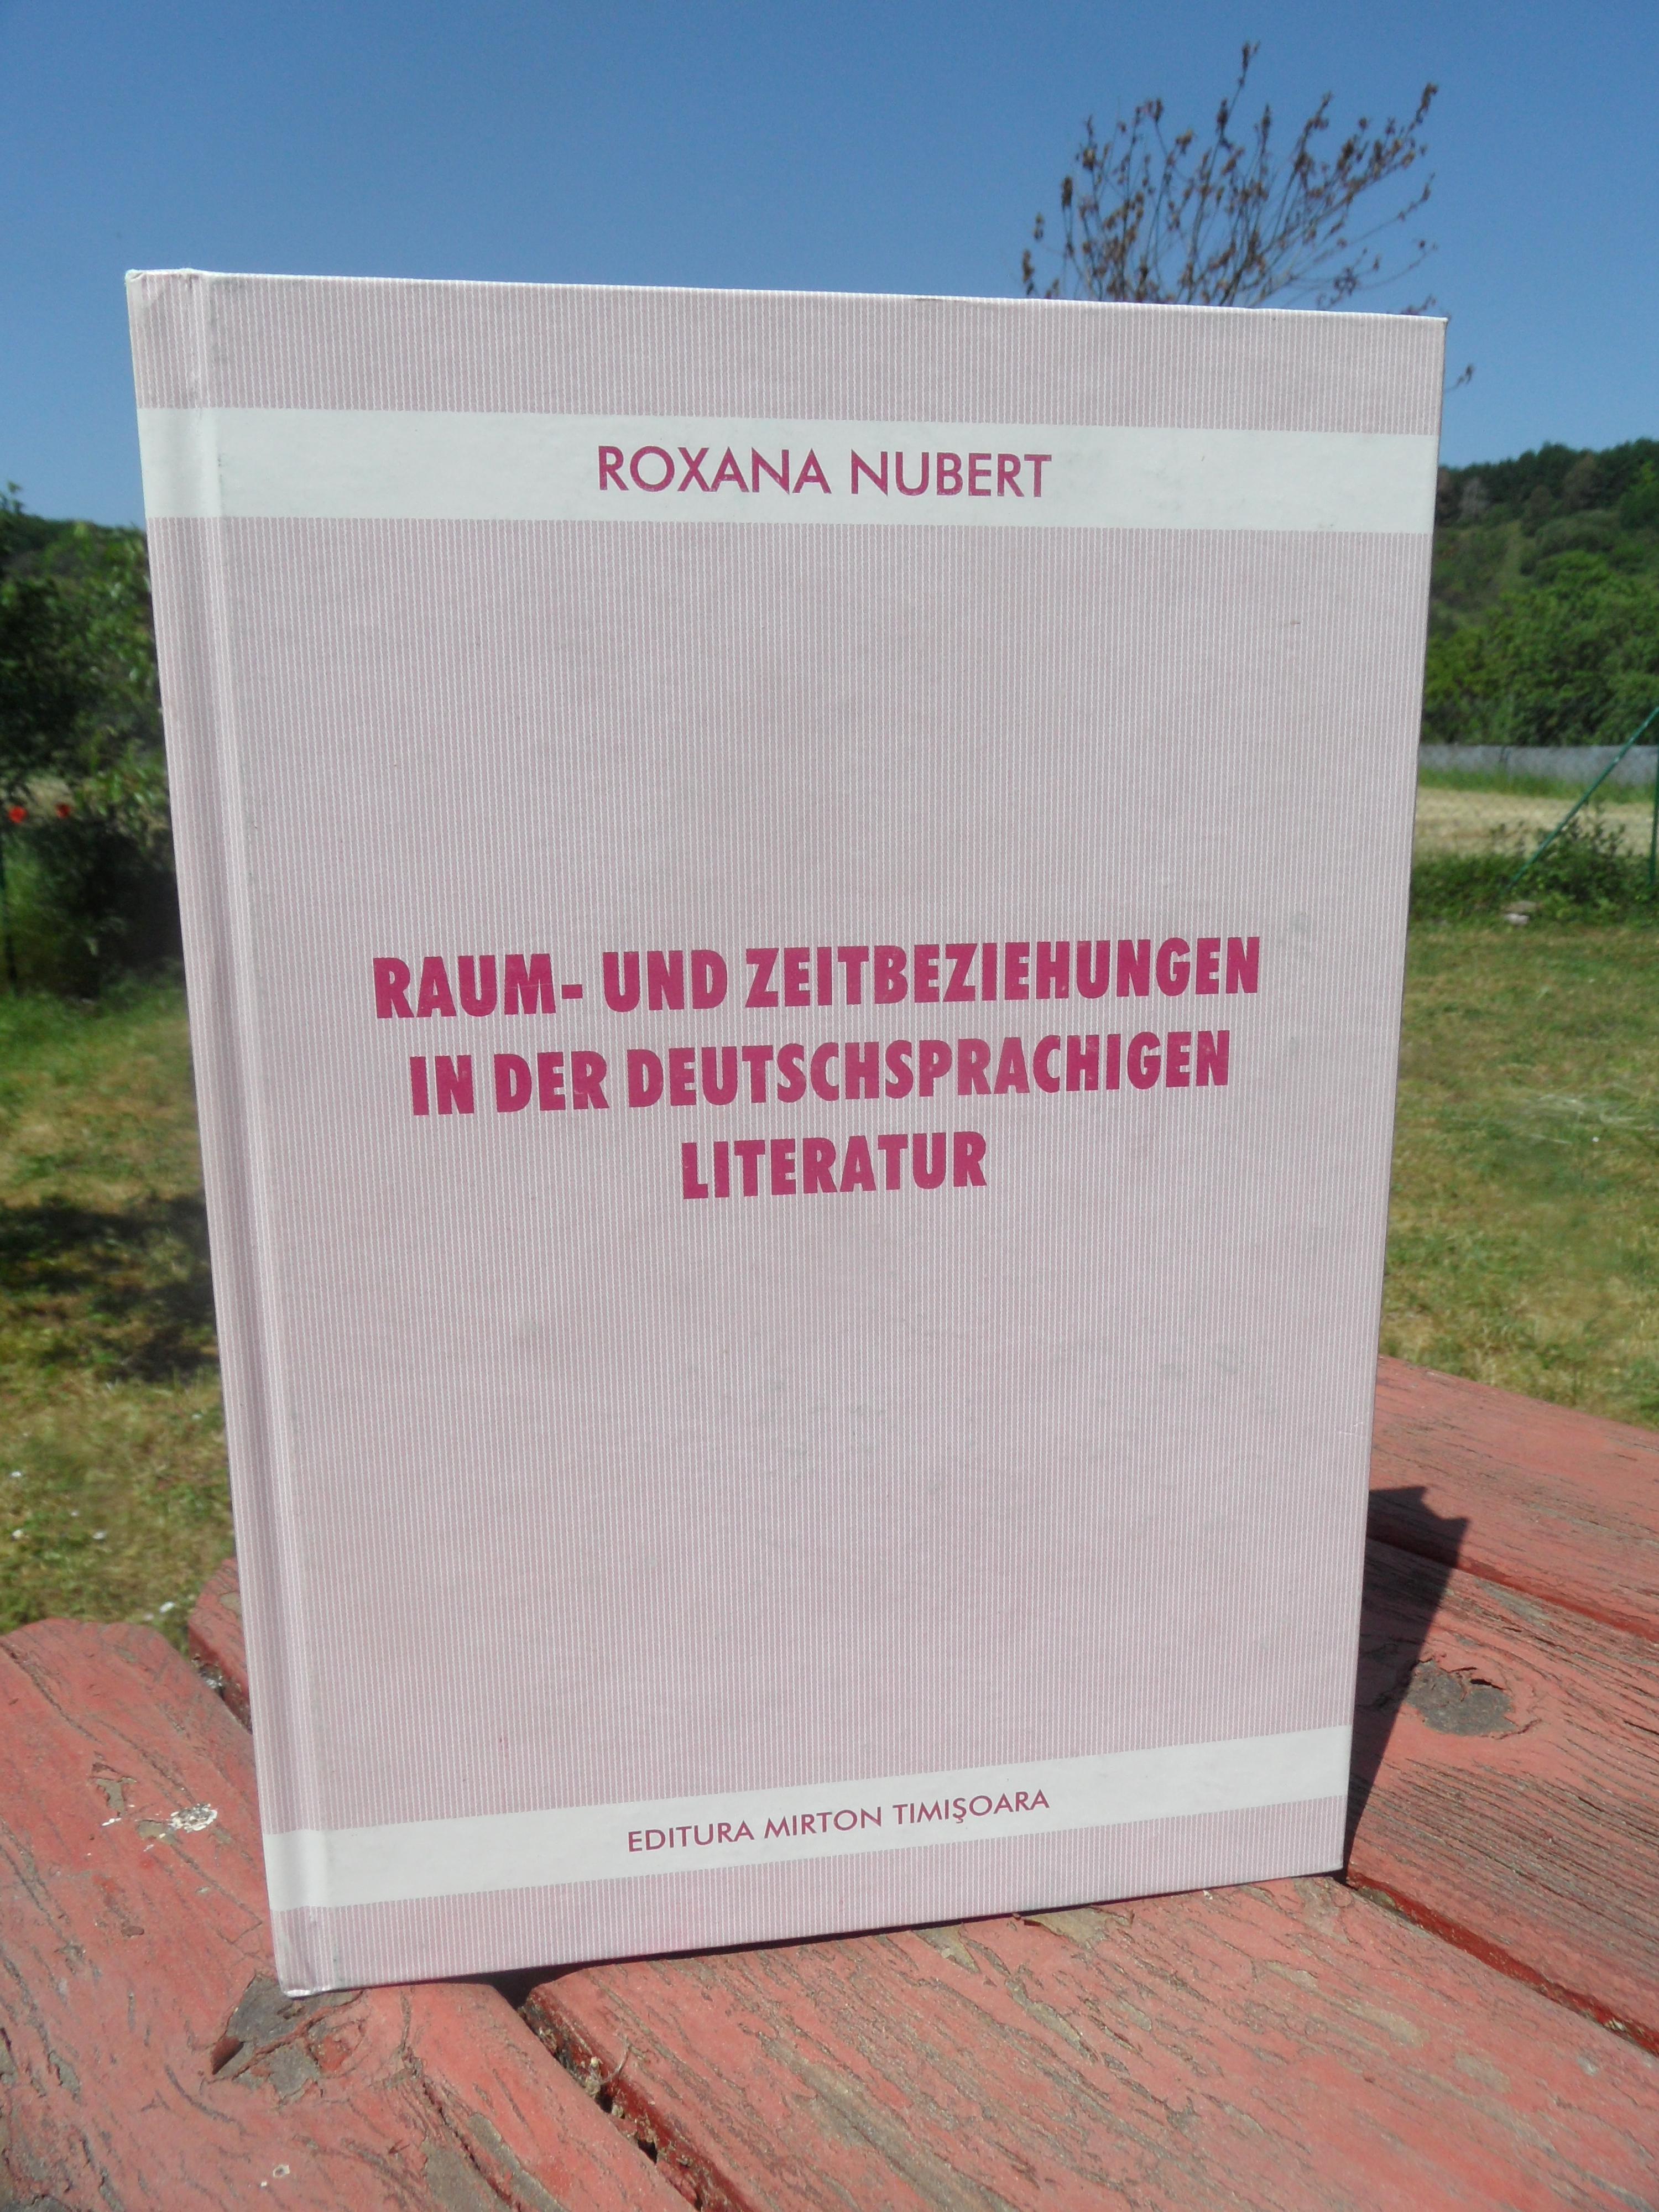 ROXANA NUBERT
RAUM- UND ZEITBEZIEHUNGEN
IN DER DEUTSCHSPRACHIGEN
LITERATUR
EDITURA MIRTON TIMIŞOARA